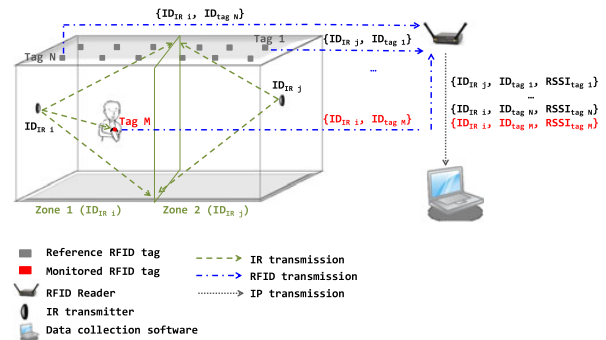 {ID_IR i, ID_tag N}
Tag N
Tag 1
{ID_IR j, ID_tag 1}
…
ID_IR i
Tag M
ID_IR j
{ID_IR i, ID_tag M}
{ID_IR j, ID_tag 1, RSSI_tag 1}
…
{ID_IR i, ID_tag N, RSSI_tag N}
{ID_IR i, ID_tag M, RSSI_tag M}
Zone 1 (ID_IR i)
Zone 2 (ID_IR j)
Reference RFID tag
Monitored RFID tag
RFID Reader
IR transmitter
Data collection software
IR transmission
RFID transmission
IP transmission